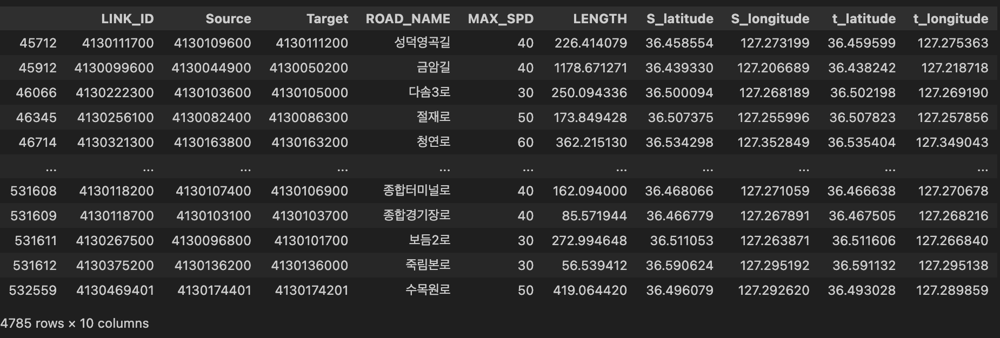 LINK_ID Source Target ROAD_NAME MAX_SPD LENGTH S_latitude S_longitude t_latitude t_longitude
45712 4130111700 4130109600 4130111200 성덕영곡길 40 226.414079 36.458554 127.273199 36.459599 127.275363
45912 4130099600 4130044900 4130050200 금암길 40 1178.671271 36.439330 127.206689 36.438242 127.218718
46066 4130222300 4130103600 4130105000 다솜3로 30 250.094336 36.500094 127.268189 36.502198 127.269190
46345 4130256100 4130082400 4130086300 절재로 50 173.849428 36.507375 127.255996 36.507823 127.257856
46714 4130321300 4130163800 4130163200 청연로 60 362.215130 36.534298 127.352849 36.535404 127.349043
... ... ... ... ... ... ... ... ... ... ...
531608 4130118200 4130107400 4130106900 종합터미널로 40 162.094000 36.468066 127.271059 36.466638 127.270678
531609 4130118700 4130103100 4130103700 종합경기장로 40 85.571944 36.466779 127.267891 36.467505 127.268216
531611 4130267500 4130096800 4130101700 보듬2로 30 272.994648 36.511053 127.263871 36.511606 127.266840
531612 4130375200 4130136200 4130136000 죽림본로 30 56.539412 36.590624 127.295192 36.591132 127.295138
532559 4130469401 4130174401 4130174201 수목원로 50 419.064420 36.496079 127.292620 36.493028 127.289859
4785 rows × 10 columns